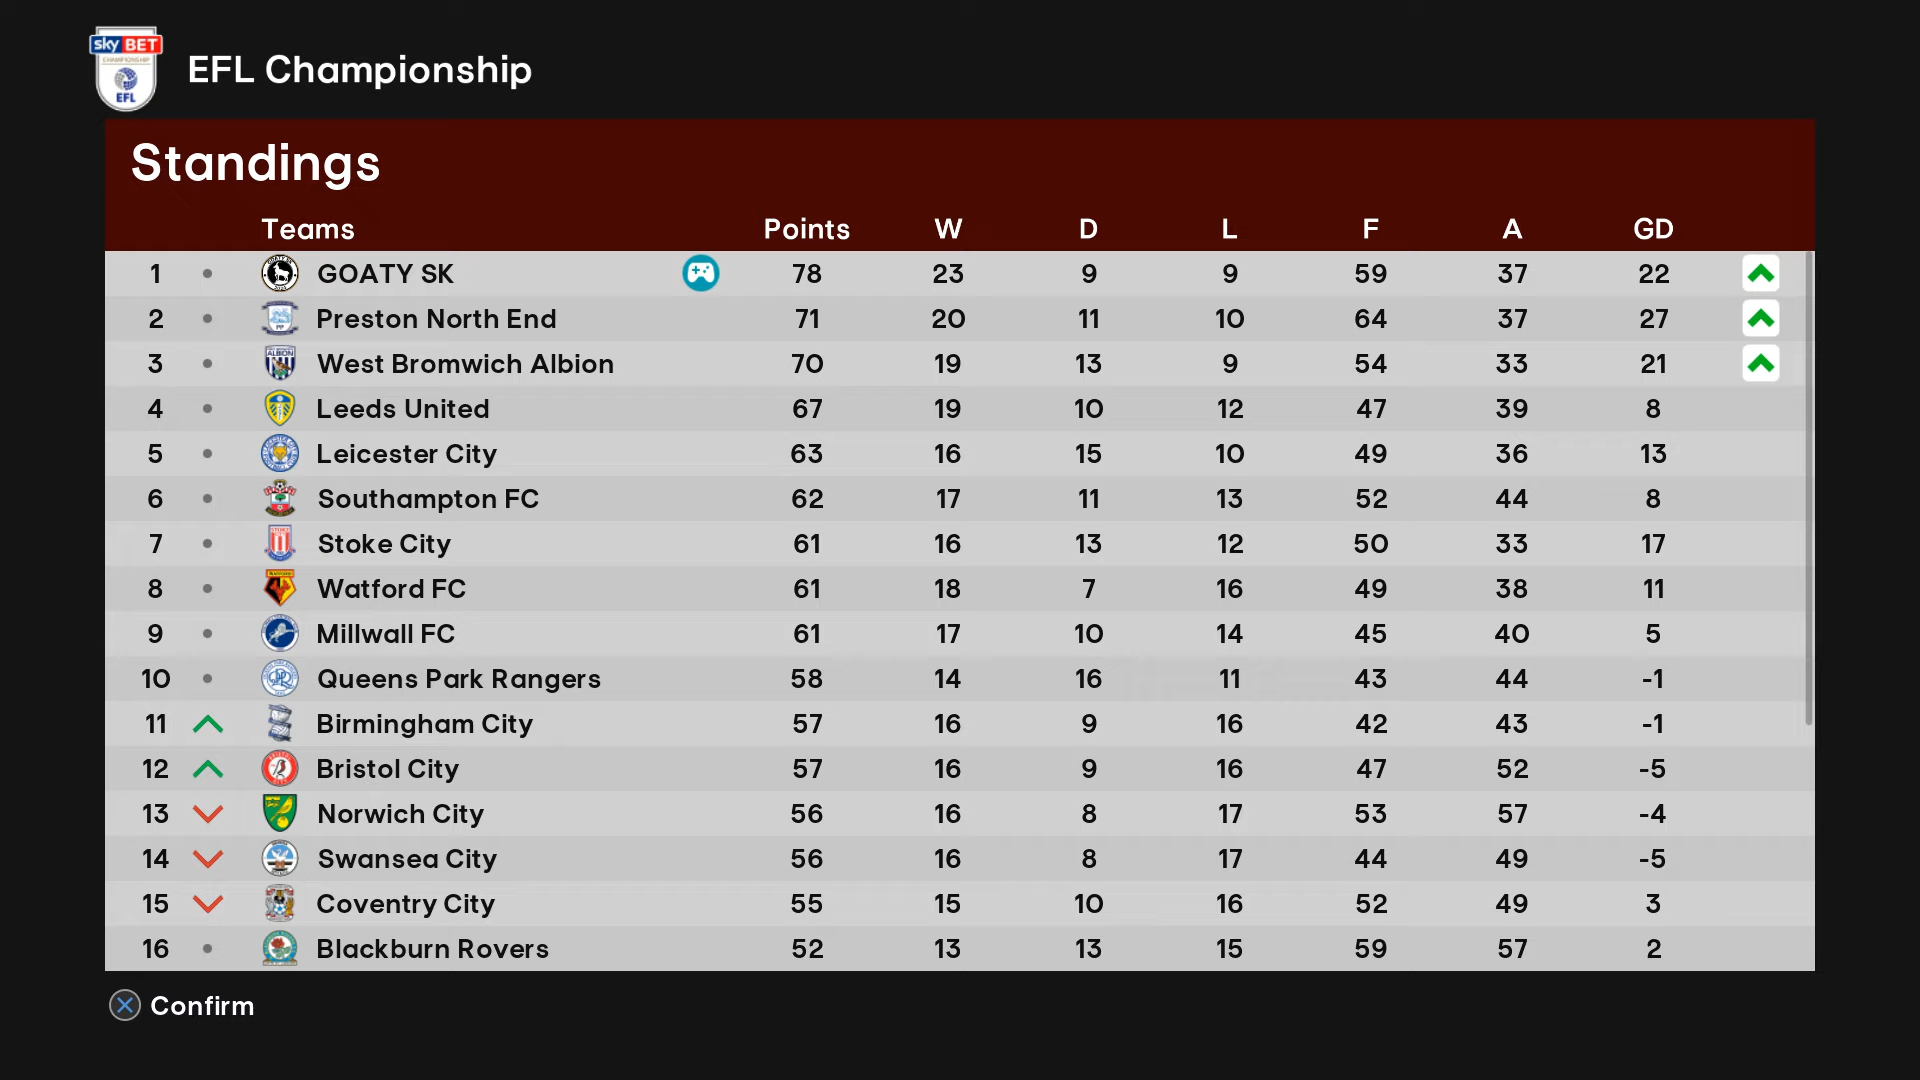 sky BET
CHAMPIONSHIP
EFL
EFL Championship
Standings
Teams Points W D L F A GD
1 GOATY SK 78 23 9 9 59 37 22
2 Preston North End 71 20 11 10 64 37 27
3 West Bromwich Albion 70 19 13 9 54 33 21
4 Leeds United 67 19 10 12 47 39 8
5 Leicester City 63 16 15 10 49 36 13
6 Southampton FC 62 17 11 13 52 44 8
7 Stoke City 61 16 13 12 50 33 17
8 Watford FC 61 18 7 16 49 38 11
9 Millwall FC 61 17 10 14 45 40 5
10 Queens Park Rangers 58 14 16 11 43 44 -1
11 Birmingham City 57 16 9 16 42 43 -1
12 Bristol City 57 16 9 16 47 52 -5
13 Norwich City 56 16 8 17 53 57 -4
14 Swansea City 56 16 8 17 44 49 -5
15 Coventry City 55 15 10 16 52 49 3
16 Blackburn Rovers 52 13 13 15 59 57 2
Confirm